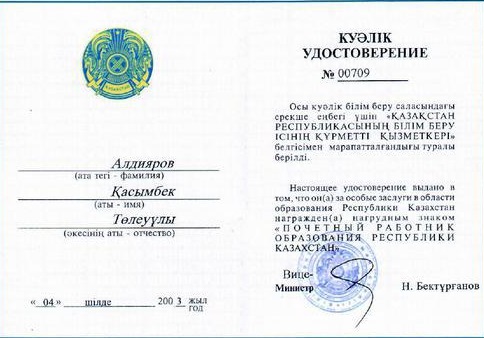 Алдияров
(ата тегі - фамилия)
Қасымбек
(аты - имя)
Төлеуұлы
(әкесінің аты - отчество)
« 04 » шілде 200 3 жыл
год
КУӘЛІК
УДОСТОВЕРЕНИЕ
№ 00709
Осы куәлік білім беру саласындағы
ерекше еңбегі үшін «ҚАЗАҚСТАН
РЕСПУБЛИКАСЫНЫҢ БІЛІМ БЕРУ
ІСІНІҢ ҚҰРМЕТТІ ҚЫЗМЕТКЕРІ»
белгісімен марапатталғандығы туралы
берілді.
Настоящее удостоверение выдано в
том, что он(а) за особые заслуги в области
образования Республики Казахстан
награжден(а) нагрудным знаком
«ПОЧЕТНЫЙ РАБОТНИК
ОБРАЗОВАНИЯ РЕСПУБЛИКИ
КАЗАХСТАН»
Вице-
Министр
Н. Бектұрганов